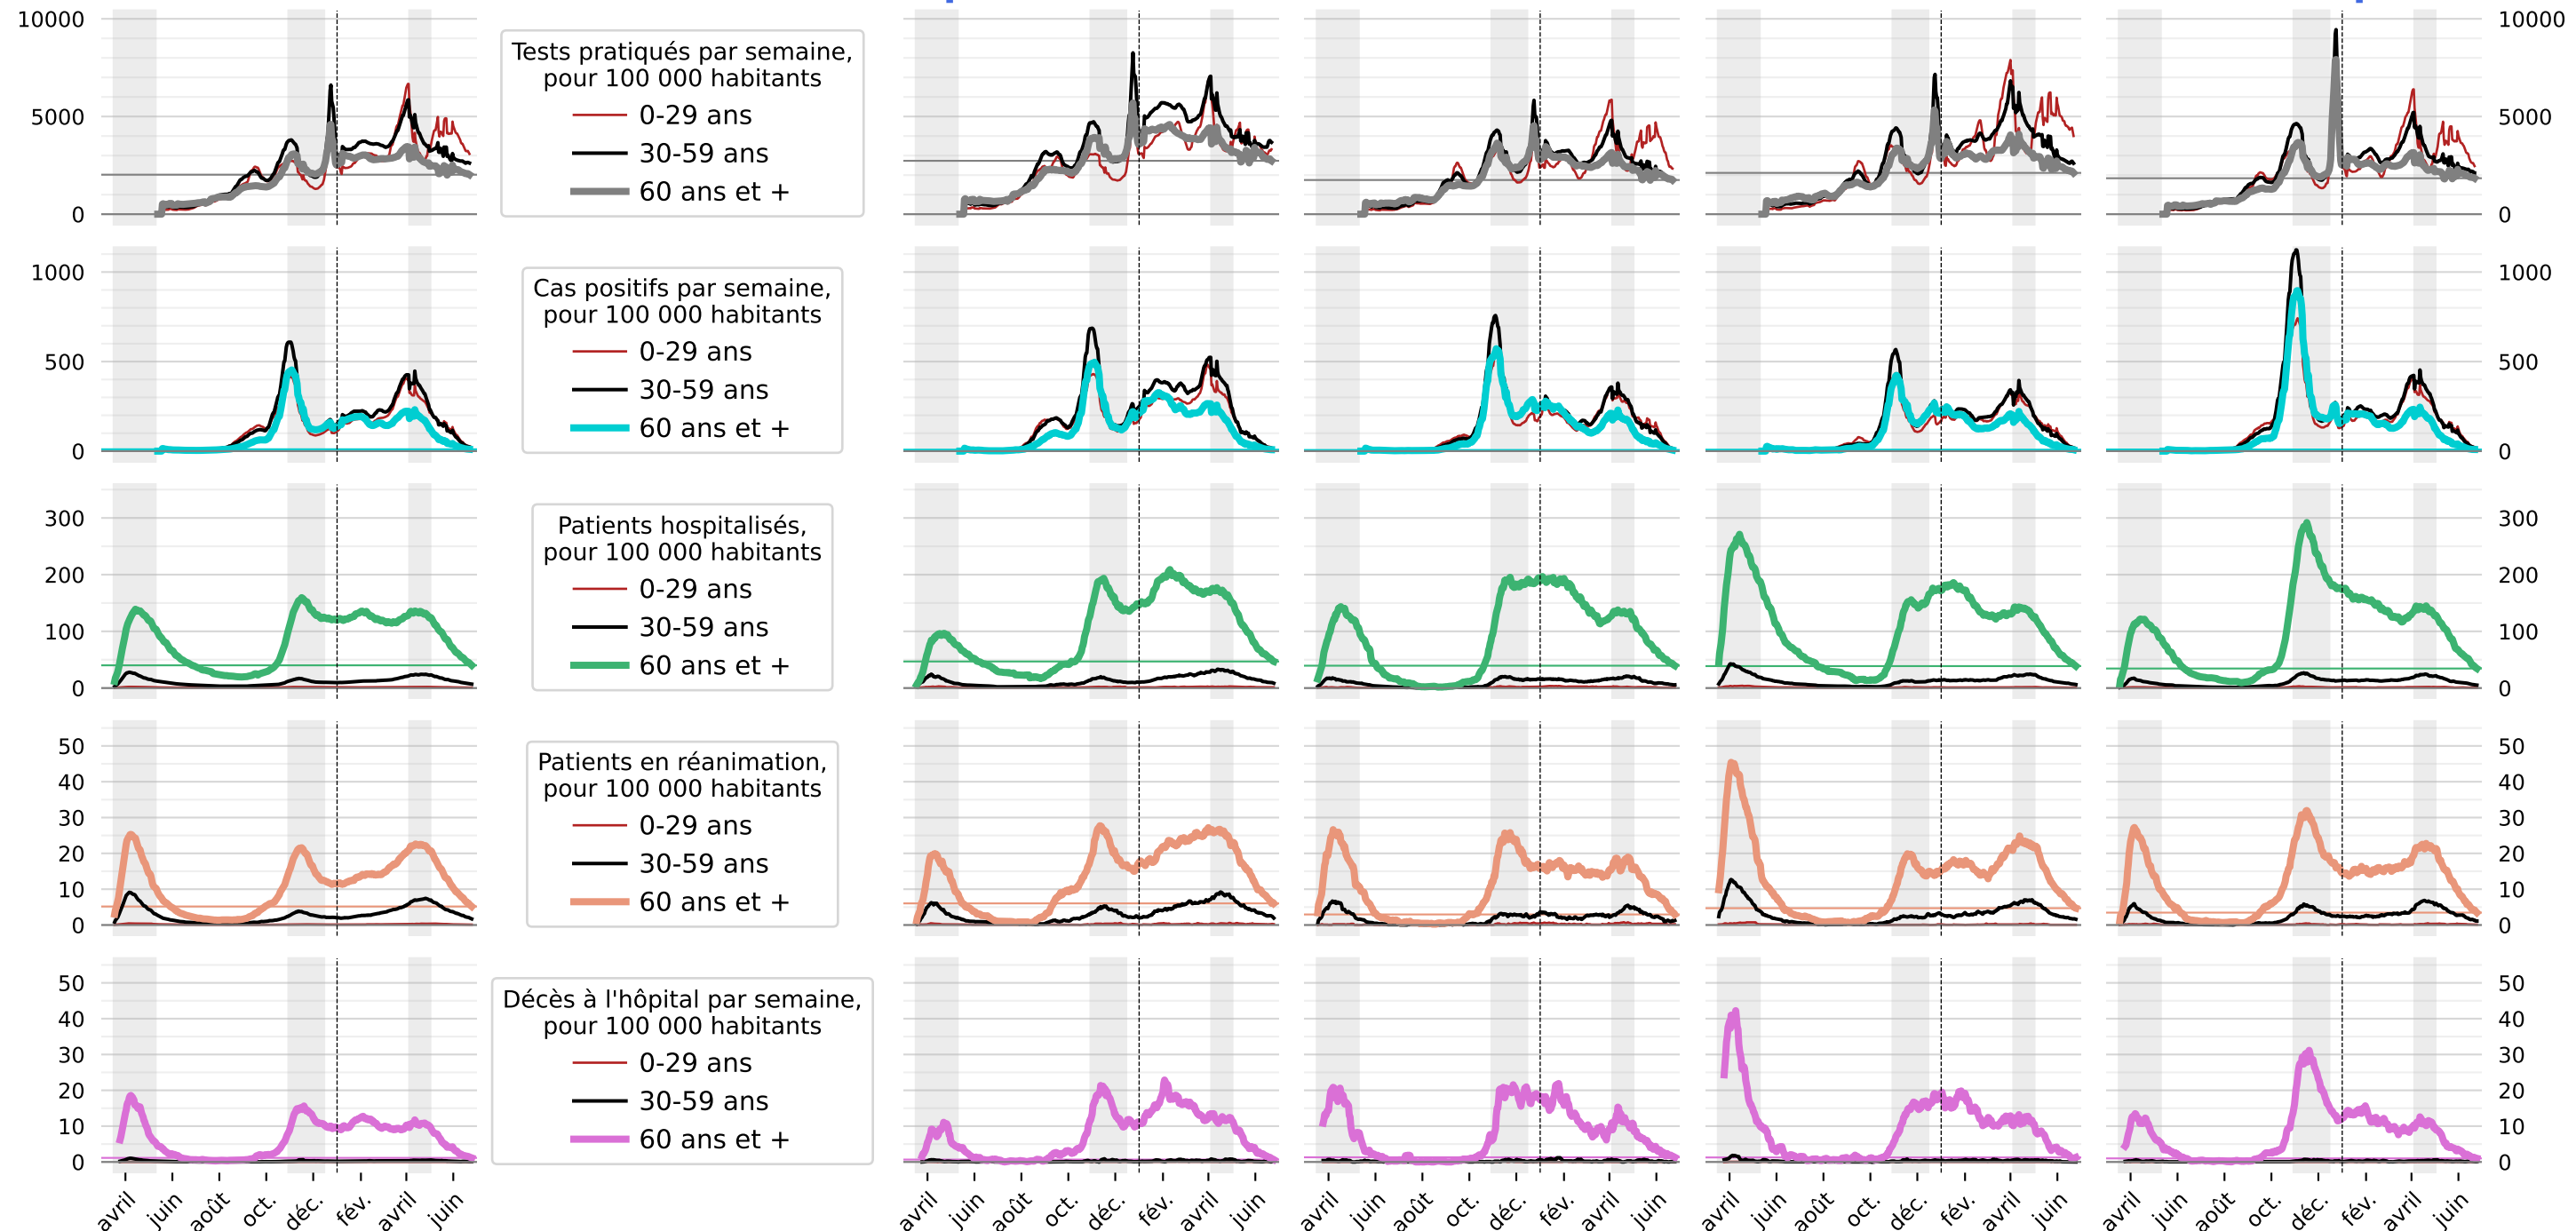 10000
5000
0
Tests pratiqués par semaine,
pour 100 000 habitants
0-29 ans
30-59 ans
60 ans et +
10000
5000
0
1000
500
0
Cas positifs par semaine,
pour 100 000 habitants
0-29 ans
30-59 ans
60 ans et +
1000
500
0
300
200
100
0
Patients hospitalisés,
pour 100 000 habitants
0-29 ans
30-59 ans
60 ans et +
300
200
100
0
50
40
30
20
10
0
Patients en réanimation,
pour 100 000 habitants
0-29 ans
30-59 ans
60 ans et +
50
40
30
20
10
0
50
40
30
20
10
0
Décès à l'hôpital par semaine,
pour 100 000 habitants
0-29 ans
30-59 ans
60 ans et +
50
40
30
20
10
0
avril juin août oct. déc. fév. avril juin
avril juin août oct. déc. fév. avril juin
avril juin août oct. déc. fév. avril juin
avril juin août oct. déc. fév. avril juin
avril juin août oct. déc. fév. avril juin